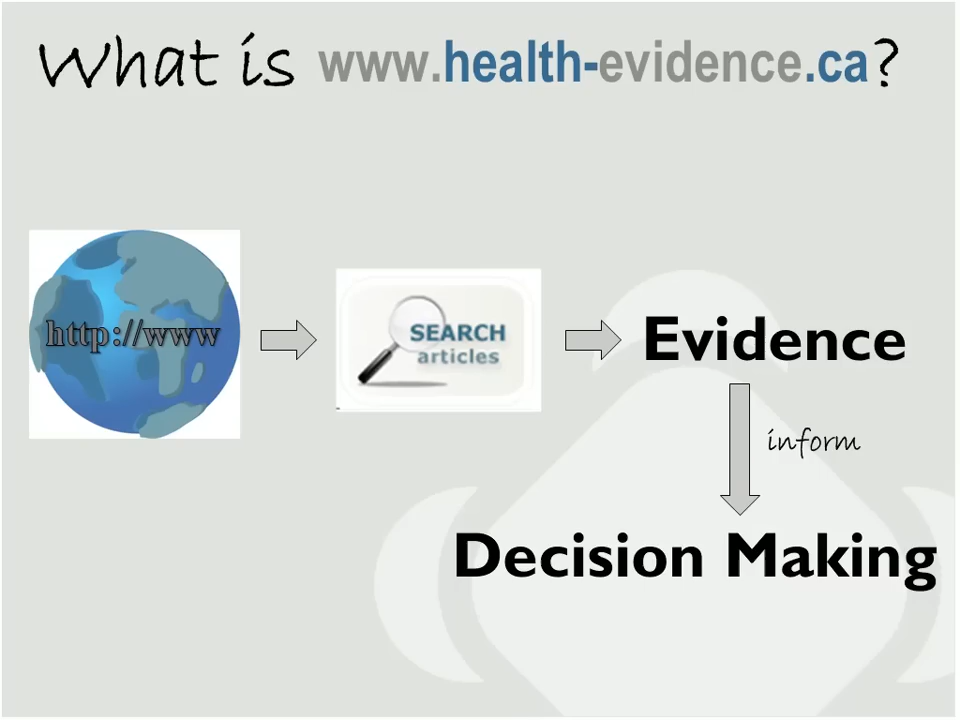 What is www.health-evidence.ca?
http://www
SEARCH
articles
Evidence
inform
Decision Making